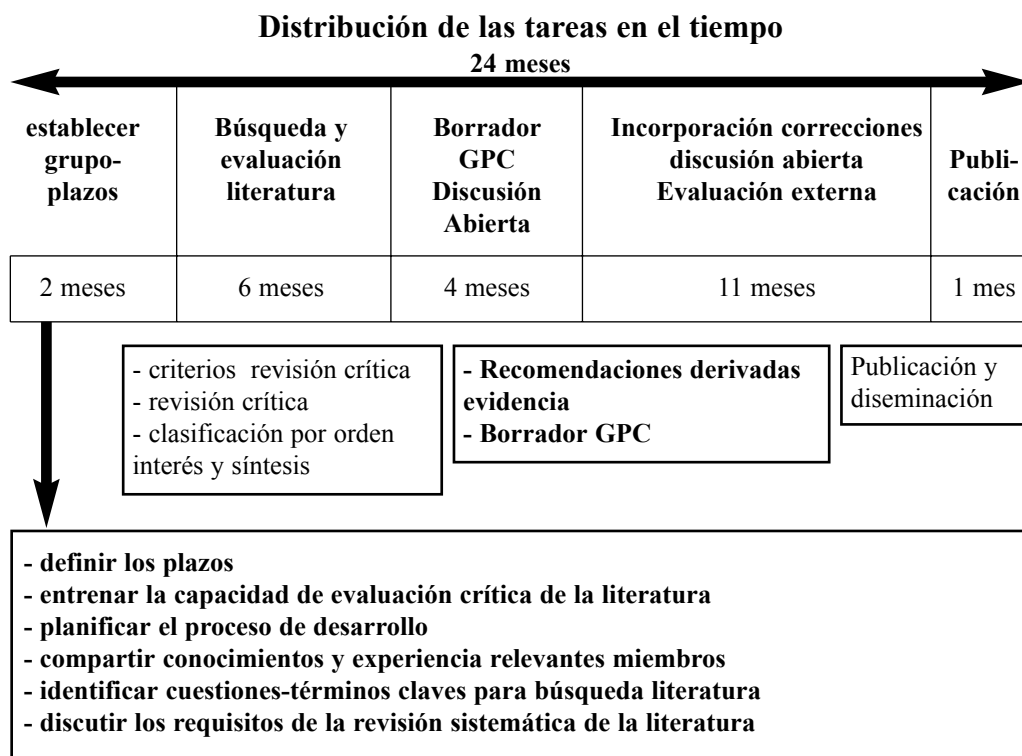 Distribución de las tareas en el tiempo
24 meses
establecer
grupo-
plazos
Búsqueda y
evaluación
literatura
Borrador
GPC
Discusión
Abierta
Incorporación correcciones
discusión abierta
Evaluación externa
Publi-
cación
2 meses
6 meses
4 meses
11 meses
1 mes
- criterios revisión crítica
- revisión crítica
- clasificación por orden
interés y síntesis
- Recomendaciones derivadas
evidencia
- Borrador GPC
Publicación y
diseminación
- definir los plazos
- entrenar la capacidad de evaluación crítica de la literatura
- planificar el proceso de desarrollo
- compartir conocimientos y experiencia relevantes miembros
- identificar cuestiones-términos claves para búsqueda literatura
- discutir los requisitos de la revisión sistemática de la literatura